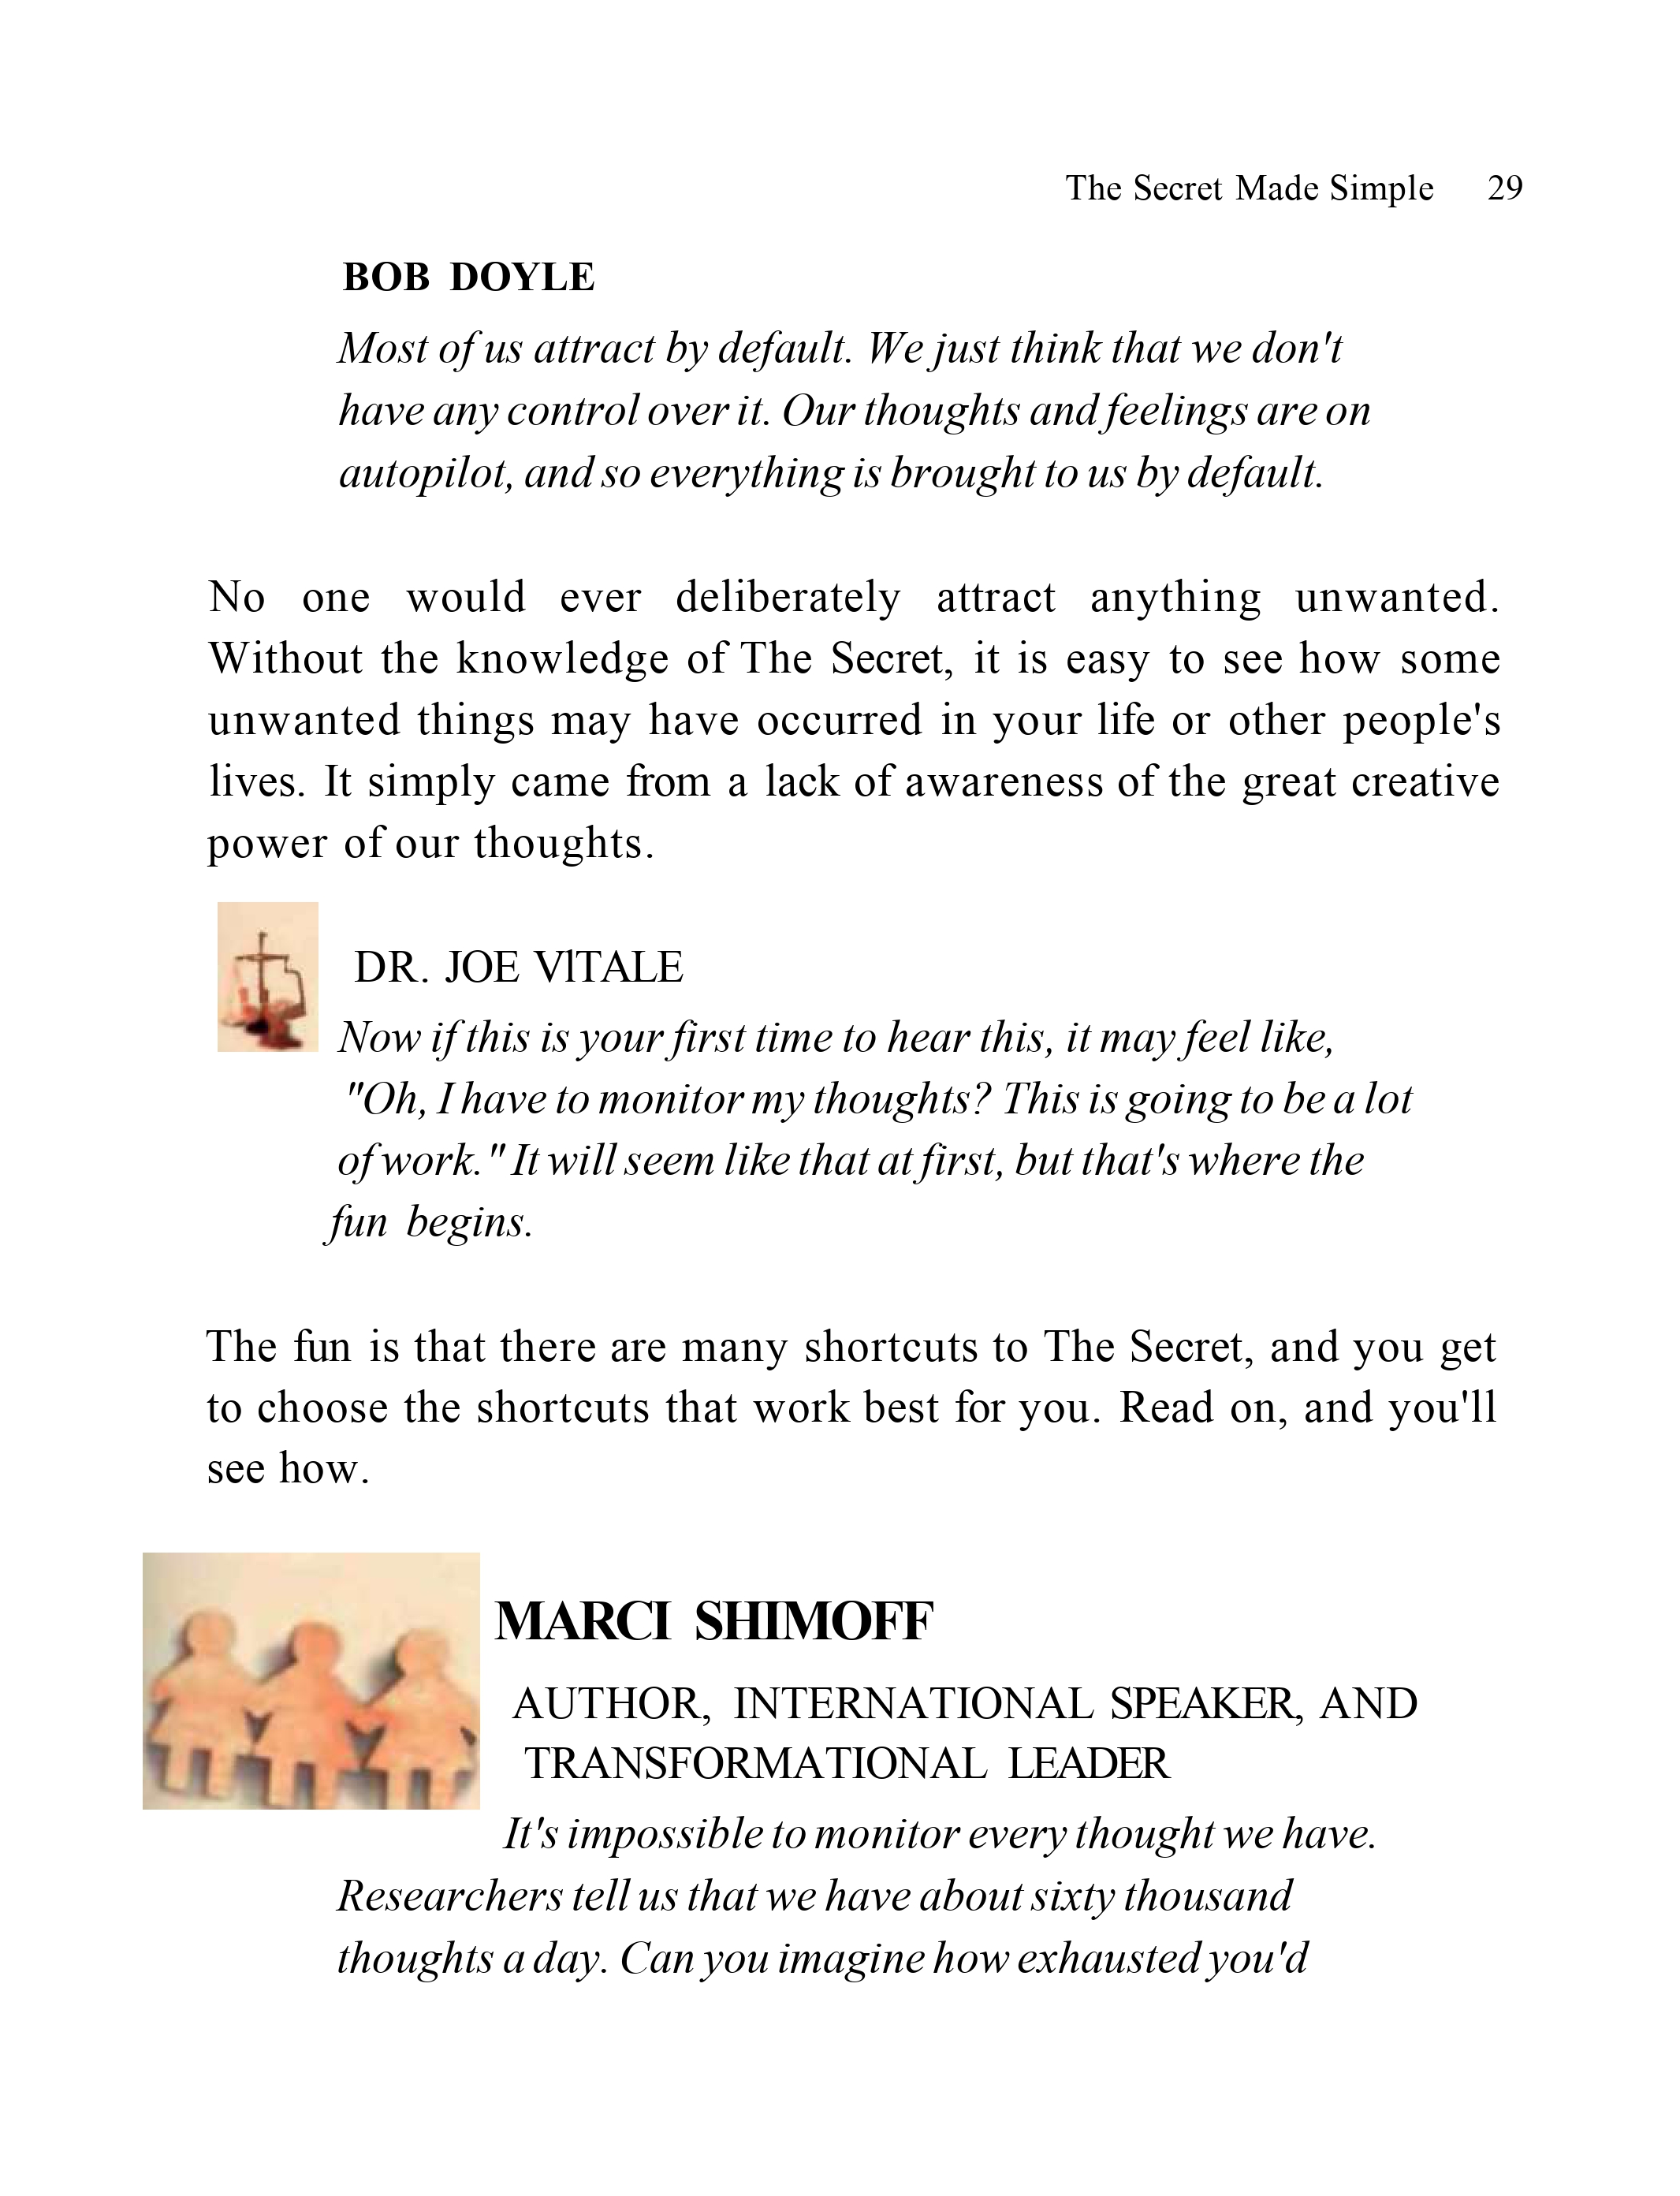 The Secret Made Simple 29
BOB DOYLE
Most of us attract by default. We just think that we don't
have any control over it. Our thoughts and feelings are on
autopilot, and so everything is brought to us by default.
No one would ever deliberately attract anything unwanted.
Without the knowledge of The Secret, it is easy to see how some
unwanted things may have occurred in your life or other people's
lives. It simply came from a lack of awareness of the great creative
power of our thoughts.
DR. JOE VlTALE
Now if this is your first time to hear this, it may feel like,
"Oh, I have to monitor my thoughts? This is going to be a lot
of work." It will seem like that at first, but that's where the
fun begins.
The fun is that there are many shortcuts to The Secret, and you get
to choose the shortcuts that work best for you. Read on, and you'll
see how.
MARCI SHIMOFF
AUTHOR, INTERNATIONAL SPEAKER, AND
TRANSFORMATIONAL LEADER
It's impossible to monitor every thought we have.
Researchers tell us that we have about sixty thousand
thoughts a day. Can you imagine how exhausted you'd